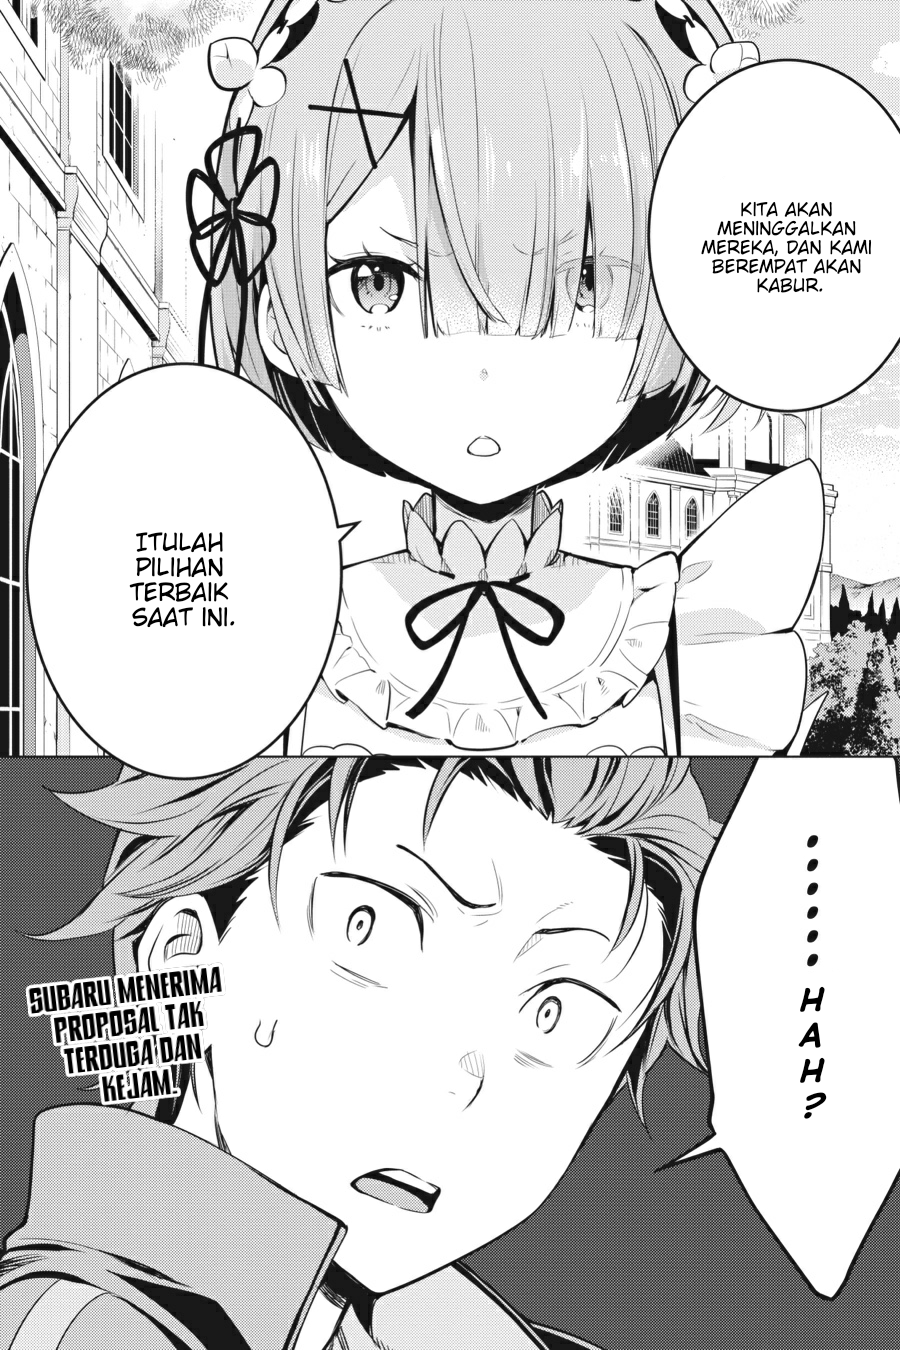 KITA AKAN
MENINGGALKAN
MEREKA, DAN KAMI
BEREMPAT AKAN
KABUR.
ITULAH
PILIHAN
TERBAIK
SAAT INI.
......HAH?
SUBARU MENERIMA
PROPOSAL TAK
TERDUGA DAN
KEJAM.